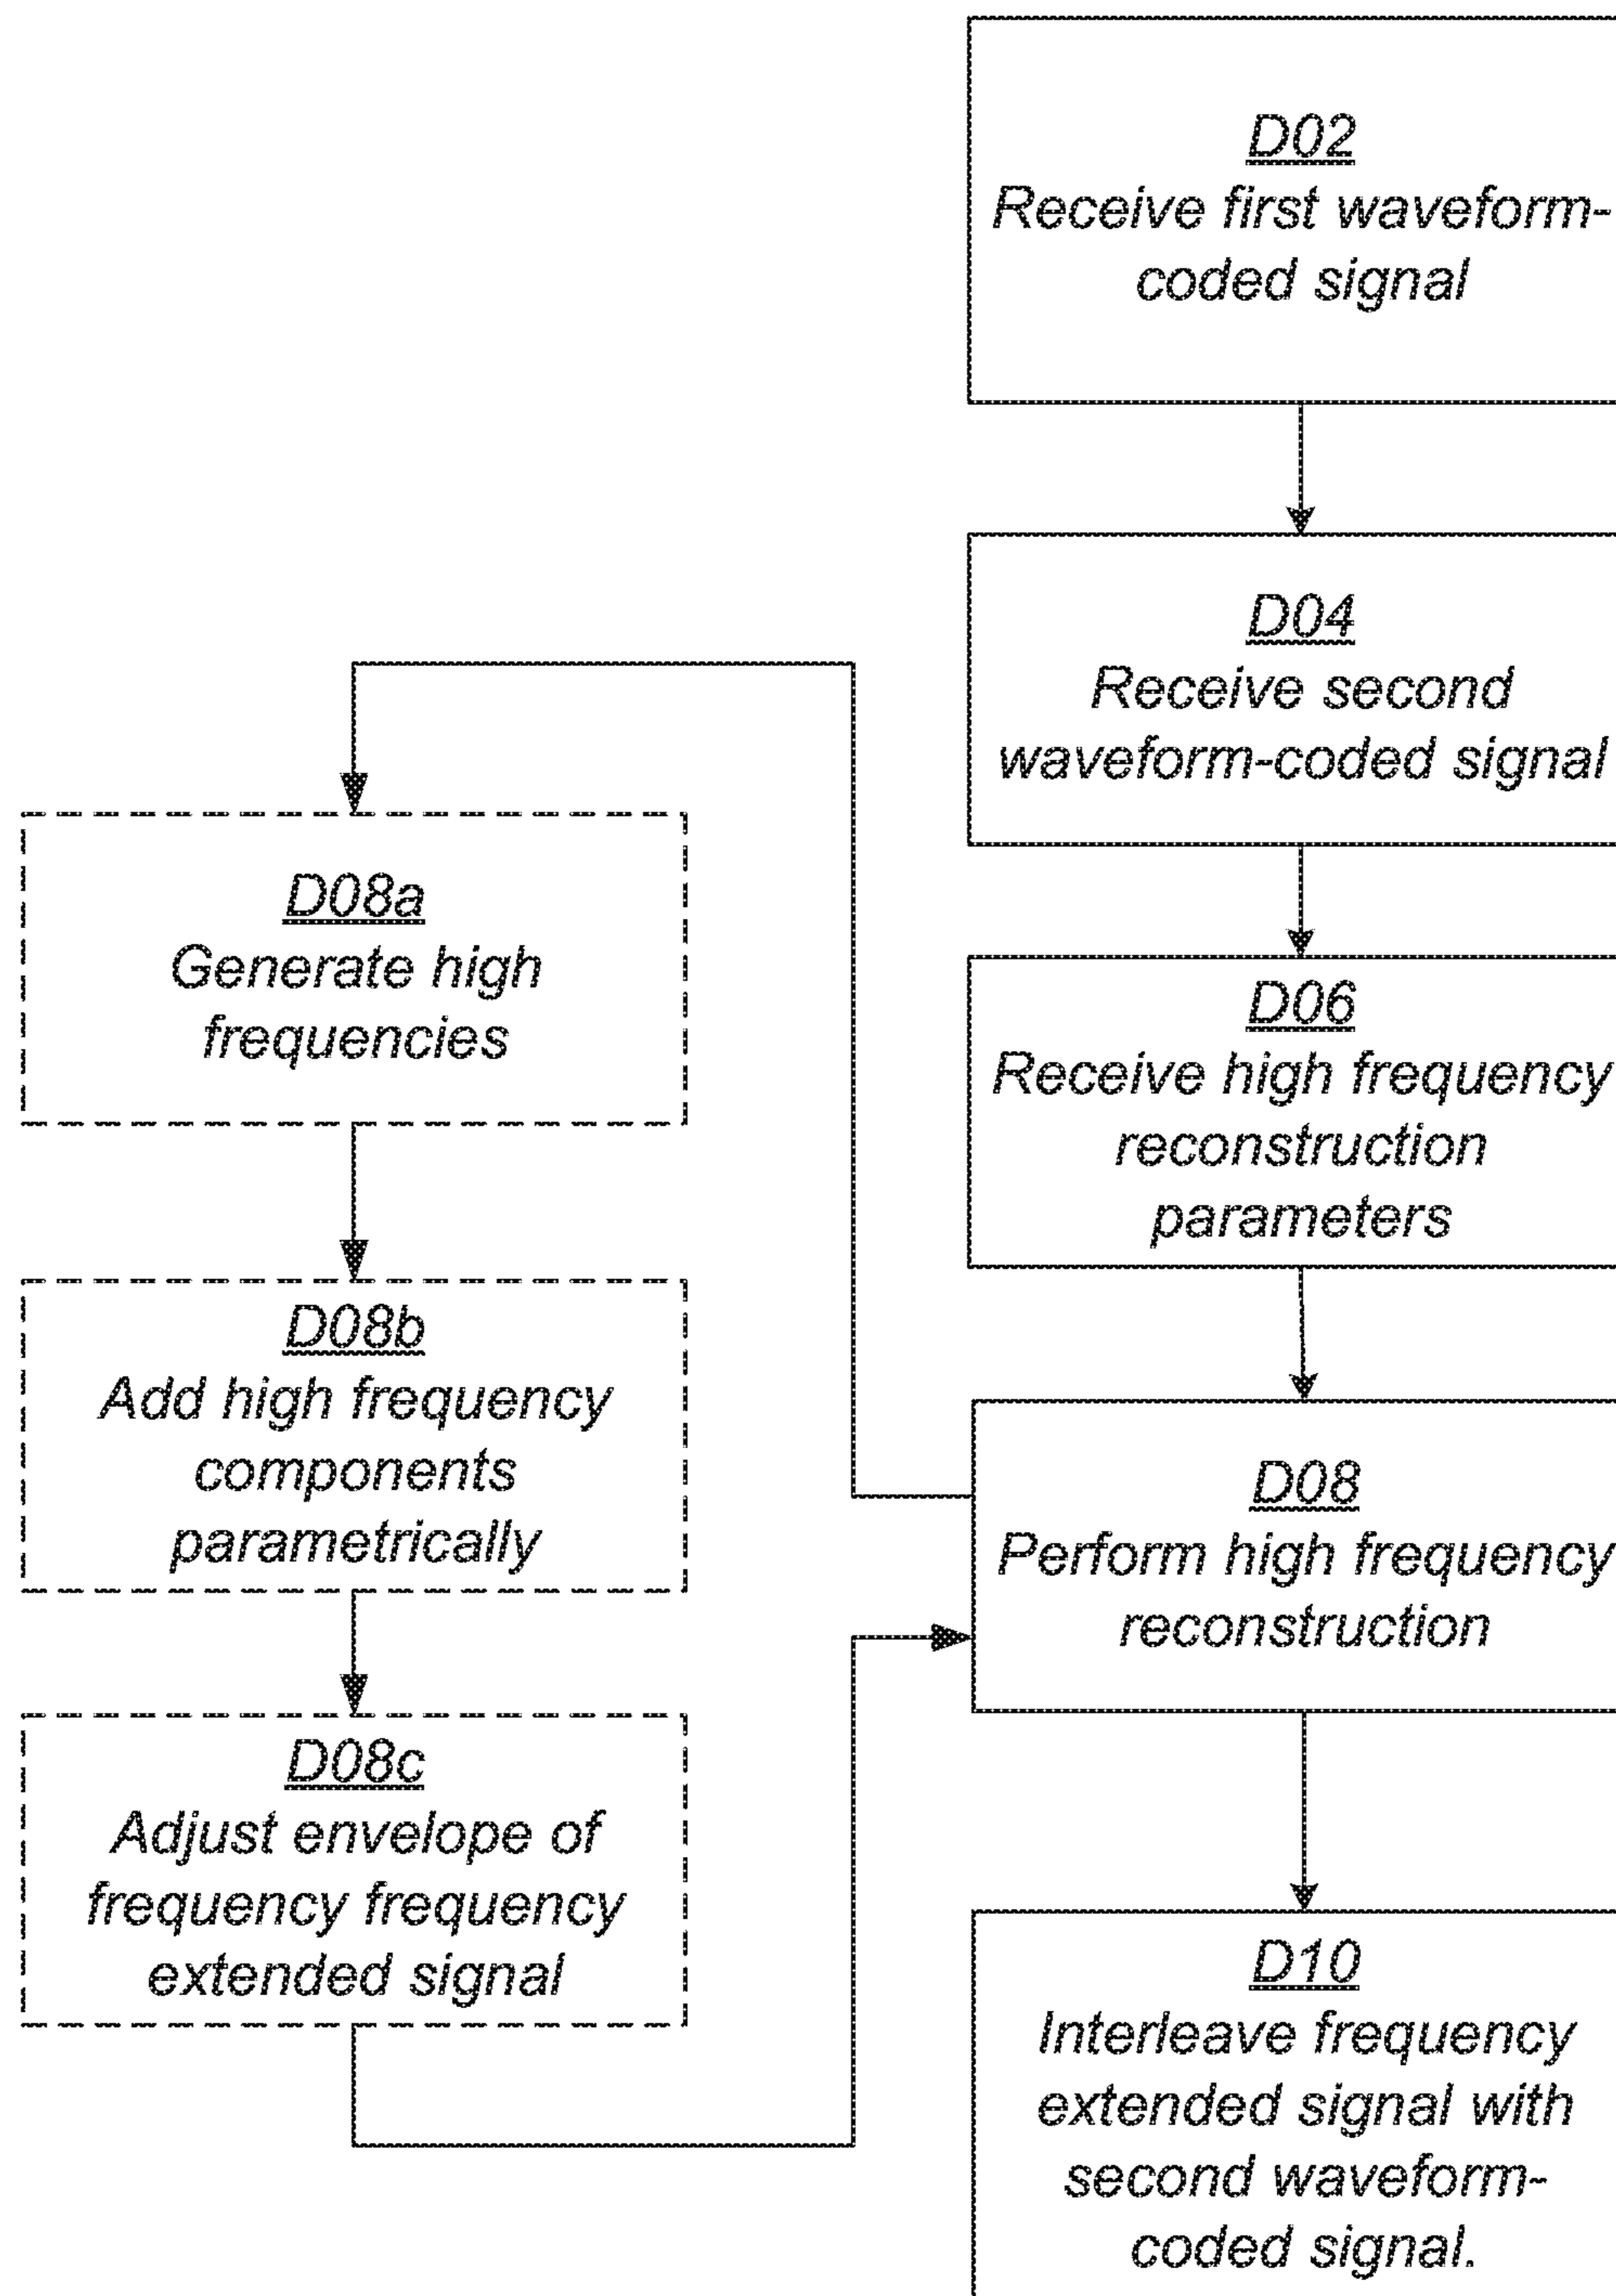 D02
Receive first waveform-
coded signal
D04
Receive second
waveform-coded signal
D06
Receive high frequency
reconstruction
parameters
D08
Perform high frequency
reconstruction
D08a
Generate high
frequencies
D08b
Add high frequency
components
parametrically
D08c
Adjust envelope of
frequency frequency
extended signal
D10
Interleave frequency
extended signal with
second waveform-
coded signal.